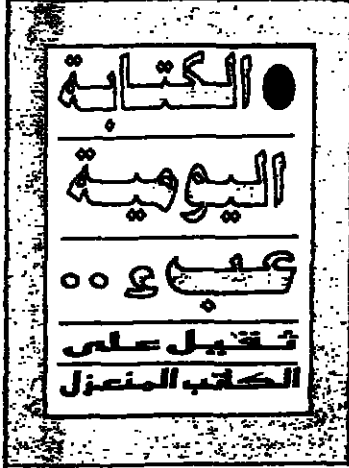 ● الكتابة
اليومية
عبء ..
ثقيل على
الكاتب المنعزل